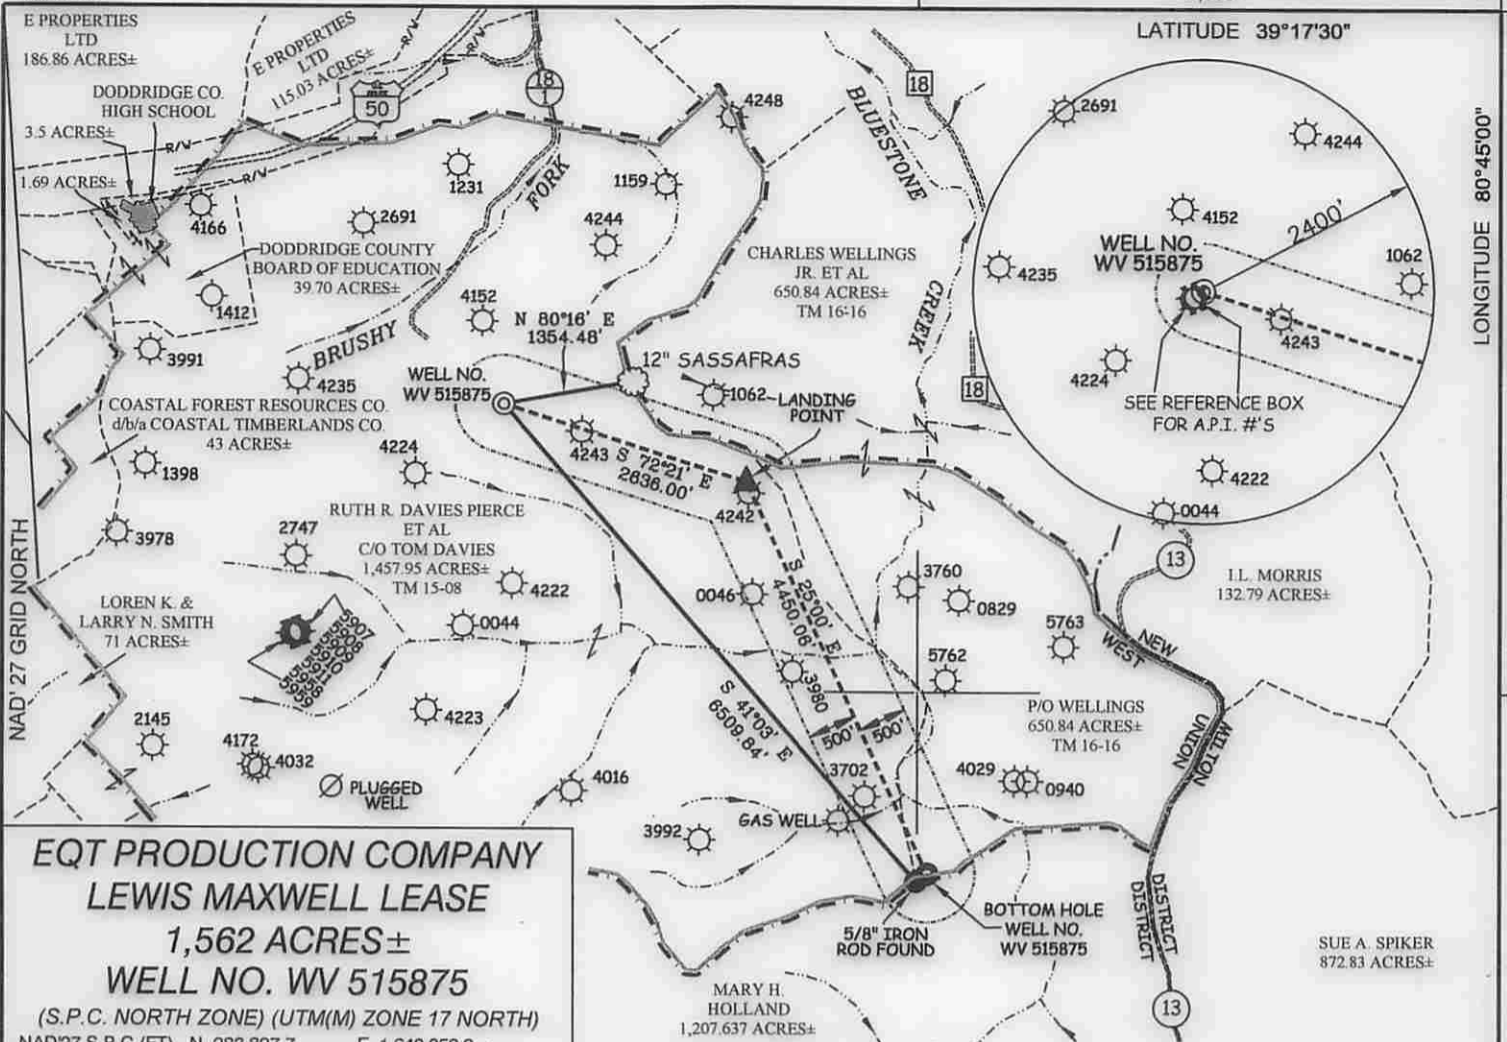 LATITUDE 39°17'30"
LONGITUDE 80°45'00"
NAD'27 GRID NORTH
E PROPERTIES
LTD
186.86 ACRES±
E PROPERTIES
LTD
115.03 ACRES±
R/V
R/V
50
18
1
DODDRIDGE CO.
HIGH SCHOOL
3.5 ACRES±
R/V
R/V
1.69 ACRES±
4166
1231
2691
1159
4248
4244
FORK
BRUSHY
BLUESTONE
CREEK
18
18
DODDRIDGE COUNTY
BOARD OF EDUCATION
39.70 ACRES±
1412
3991
4235
4152
CHARLES WELLINGS
JR. ET AL
650.84 ACRES±
TM 16-16
N 80°16' E
1354.48'
12" SASSAFRAS
1062
LANDING
POINT
WELL NO.
WV 515875
2691
4244
4152
2400'
WELL NO.
WV 515875
4235
1062
4243
4224
SEE REFERENCE BOX
FOR A.P.I. #'S
4222
0044
COASTAL FOREST RESOURCES CO.
d/b/a COASTAL TIMBERLANDS CO.
43 ACRES±
1398
4224
4243
S 72°21' E
2636.00'
4242
3978
2747
RUTH R. DAVIES PIERCE
ET AL
C/O TOM DAVIES
1,457.95 ACRES±
TM 15-08
4222
0044
LOREN K. &
LARRY N. SMITH
71 ACRES±
5907
5959
0046
S 25°00' E
4450.06'
3760
0829
5763
5762
13
I.L. MORRIS
132.79 ACRES±
NEW
WEST
MILTON
UNION
3980
S 41°03' E
6509.84'
500'
500'
P/O WELLINGS
650.84 ACRES±
TM 16-16
2145
4223
4172
4032
PLUGGED
WELL
4016
3702
4029
0940
3992
GAS WELL
5/8" IRON
ROD FOUND
BOTTOM HOLE
WELL NO.
WV 515875
DISTRICT
DISTRICT
13
SUE A. SPIKER
872.83 ACRES±
MARY H.
HOLLAND
1,207.637 ACRES±
EQT PRODUCTION COMPANY
LEWIS MAXWELL LEASE
1,562 ACRES±
WELL NO. WV 515875
(S.P.C. NORTH ZONE) (UTM(M) ZONE 17 NORTH)